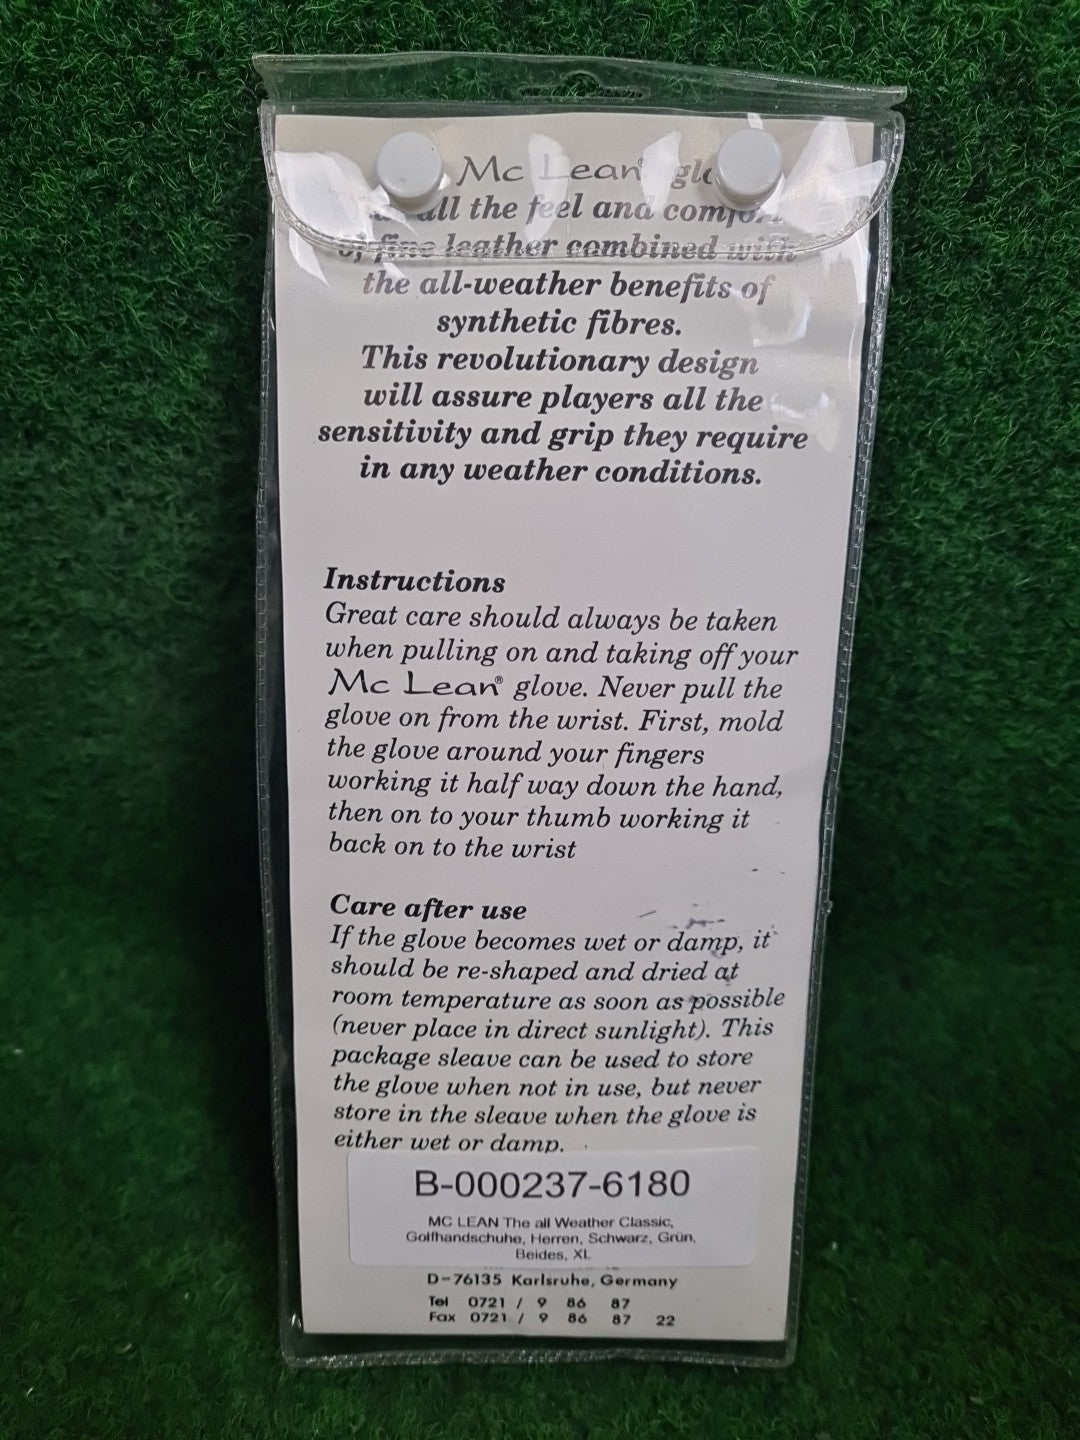 Mc Lean®
all the feel and
of fine leather combined with
the all-weather benefits of
synthetic fibres.
This revolutionary design
will assure players all the
sensitivity and grip they require
in any weather conditions.
Instructions
Great care should always be taken
when pulling on and taking off your
Mc Lean® glove. Never pull the
glove on from the wrist. First, mold
the glove around your fingers
working it half way down the hand,
then on to your thumb working it
back on to the wrist
Care after use
If the glove becomes wet or damp, it
should be re-shaped and dried at
room temperature as soon as possible
(never place in direct sunlight). This
package sleave can be used to store
the glove when not in use, but never
store in the sleave when the glove is
either wet or damp.
B-000237-6180
MC LEAN The all Weather Classic,
Golfhandschuhe, Herren, Schwarz, Grün,
Beides, XL
D-76135 Karlsruhe, Germany
Tel 0721 / 9 86 87
Fax 0721 / 9 86 87 22